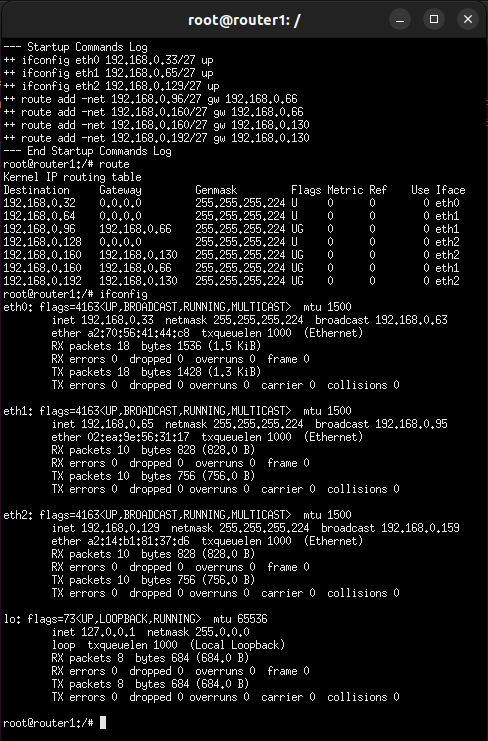 root@router1: /
--- Startup Commands Log
++ ifconfig eth0 192.168.0.33/27 up
++ ifconfig eth1 192.168.0.65/27 up
++ ifconfig eth2 192.168.0.129/27 up
++ route add -net 192.168.0.96/27 gw 192.168.0.66
++ route add -net 192.168.0.160/27 gw 192.168.0.66
++ route add -net 192.168.0.160/27 gw 192.168.0.130
++ route add -net 192.168.0.192/27 gw 192.168.0.130
--- End Startup Commands Log
root@router1:/# route
Kernel IP routing table
Destination     Gateway         Genmask         Flags Metric Ref    Use Iface
192.168.0.32    0.0.0.0         255.255.255.224 U     0      0        0 eth0
192.168.0.64    0.0.0.0         255.255.255.224 U     0      0        0 eth1
192.168.0.96    192.168.0.66    255.255.255.224 UG    0      0        0 eth1
192.168.0.128   0.0.0.0         255.255.255.224 U     0      0        0 eth2
192.168.0.160   192.168.0.130   255.255.255.224 UG    0      0        0 eth2
192.168.0.160   192.168.0.66    255.255.255.224 UG    0      0        0 eth1
192.168.0.192   192.168.0.130   255.255.255.224 UG    0      0        0 eth2
root@router1:/# ifconfig
eth0: flags=4163<UP,BROADCAST,RUNNING,MULTICAST>  mtu 1500
        inet 192.168.0.33  netmask 255.255.255.224  broadcast 192.168.0.63
        ether a2:70:56:41:44:c8  txqueuelen 1000  (Ethernet)
        RX packets 18  bytes 1536 (1.5 KiB)
        RX errors 0  dropped 0  overruns 0  frame 0
        TX packets 18  bytes 1428 (1.3 KiB)
        TX errors 0  dropped 0 overruns 0  carrier 0  collisions 0
eth1: flags=4163<UP,BROADCAST,RUNNING,MULTICAST>  mtu 1500
        inet 192.168.0.65  netmask 255.255.255.224  broadcast 192.168.0.95
        ether 02:ea:9e:56:31:17  txqueuelen 1000  (Ethernet)
        RX packets 10  bytes 828 (828.0 B)
        RX errors 0  dropped 0  overruns 0  frame 0
        TX packets 10  bytes 756 (756.0 B)
        TX errors 0  dropped 0 overruns 0  carrier 0  collisions 0
eth2: flags=4163<UP,BROADCAST,RUNNING,MULTICAST>  mtu 1500
        inet 192.168.0.129  netmask 255.255.255.224  broadcast 192.168.0.159
        ether a2:14:b1:81:37:d6  txqueuelen 1000  (Ethernet)
        RX packets 10  bytes 828 (828.0 B)
        RX errors 0  dropped 0  overruns 0  frame 0
        TX packets 10  bytes 756 (756.0 B)
        TX errors 0  dropped 0 overruns 0  carrier 0  collisions 0
lo: flags=73<UP,LOOPBACK,RUNNING>  mtu 65536
        inet 127.0.0.1  netmask 255.0.0.0
        loop  txqueuelen 1000  (Local Loopback)
        RX packets 8  bytes 684 (684.0 B)
        RX errors 0  dropped 0  overruns 0  frame 0
        TX packets 8  bytes 684 (684.0 B)
        TX errors 0  dropped 0 overruns 0  carrier 0  collisions 0
root@router1:/#